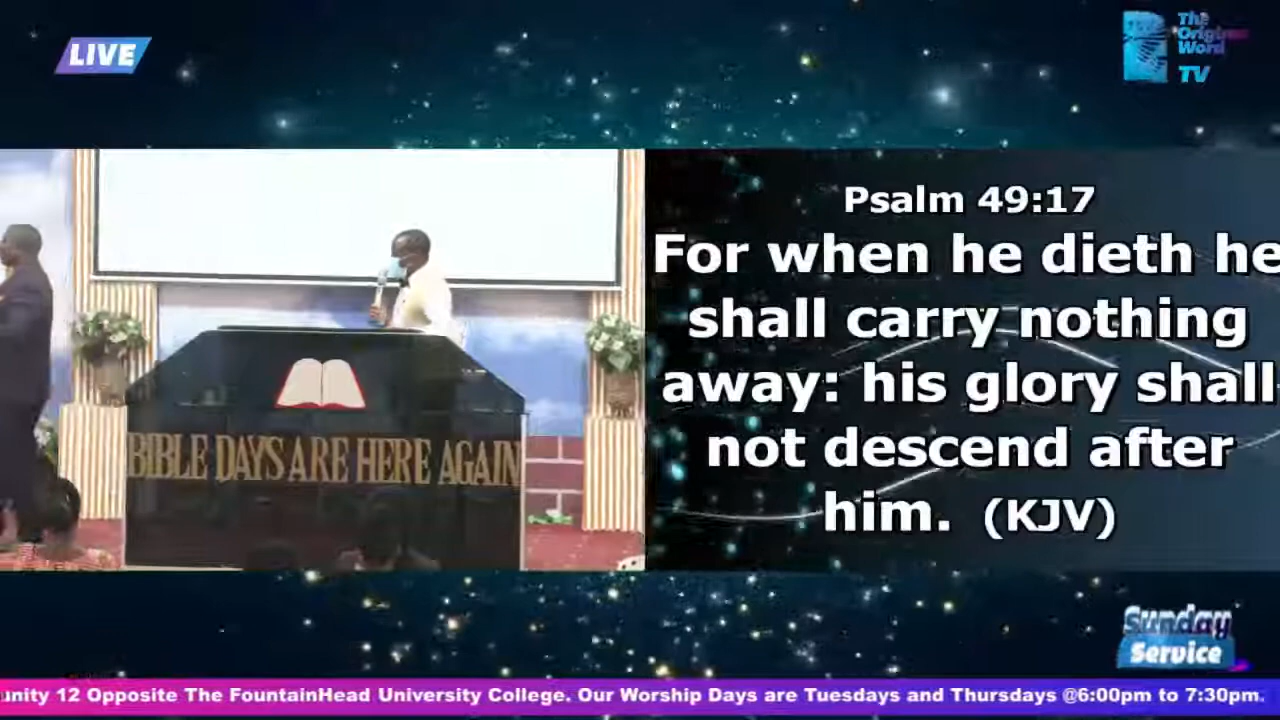 LIVE
The
Original
Word
TV
Psalm 49:17
For when he dieth he
shall carry nothing
away: his glory shall
not descend after
him. (KJV)
BIBLE DAYS ARE HERE AGAIN
Sunday
Service
unity 12 Opposite The FountainHead University College. Our Worship Days are Tuesdays and Thursdays @6:00pm to 7:30pm.